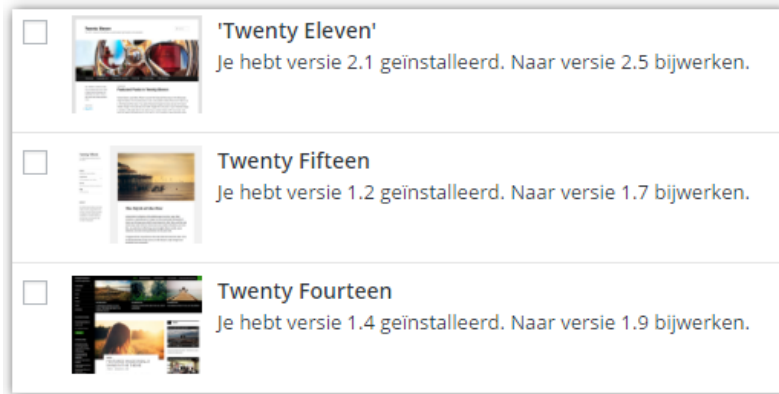 'Twenty Eleven'
Je hebt versie 2.1 geïnstalleerd. Naar versie 2.5 bijwerken.
Twenty Fifteen
Je hebt versie 1.2 geïnstalleerd. Naar versie 1.7 bijwerken.
Twenty Fourteen
Je hebt versie 1.4 geïnstalleerd. Naar versie 1.9 bijwerken.